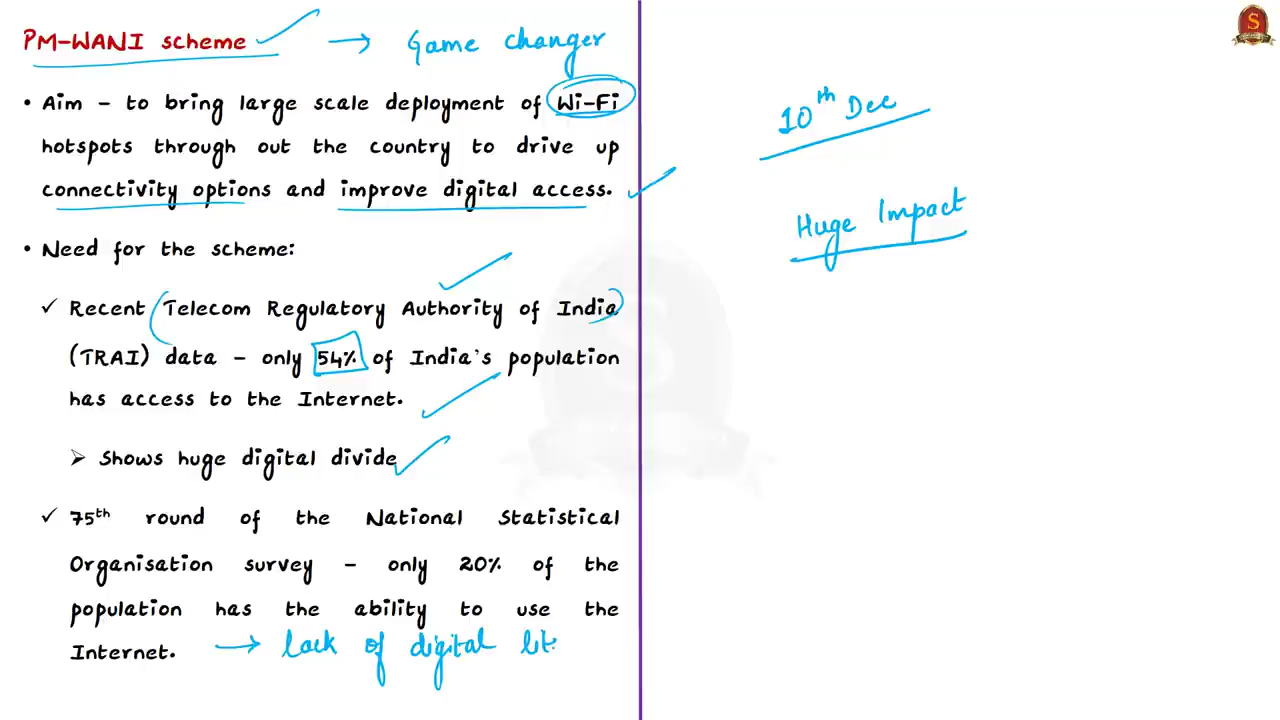 PM-WANI scheme → Game changer
• Aim – to bring large scale deployment of Wi-Fi
hotspots through out the country to drive up
connectivity options and improve digital access.
• Need for the scheme:
✓ Recent (Telecom Regulatory Authority of India)
(TRAI) data – only 54% of India's population
has access to the Internet.
➢ Shows huge digital divide
✓ 75th round of the National Statistical
Organisation survey – only 20% of the
population has the ability to use the
Internet. → lack of digital lit
10th Dec
Huge Impact
S